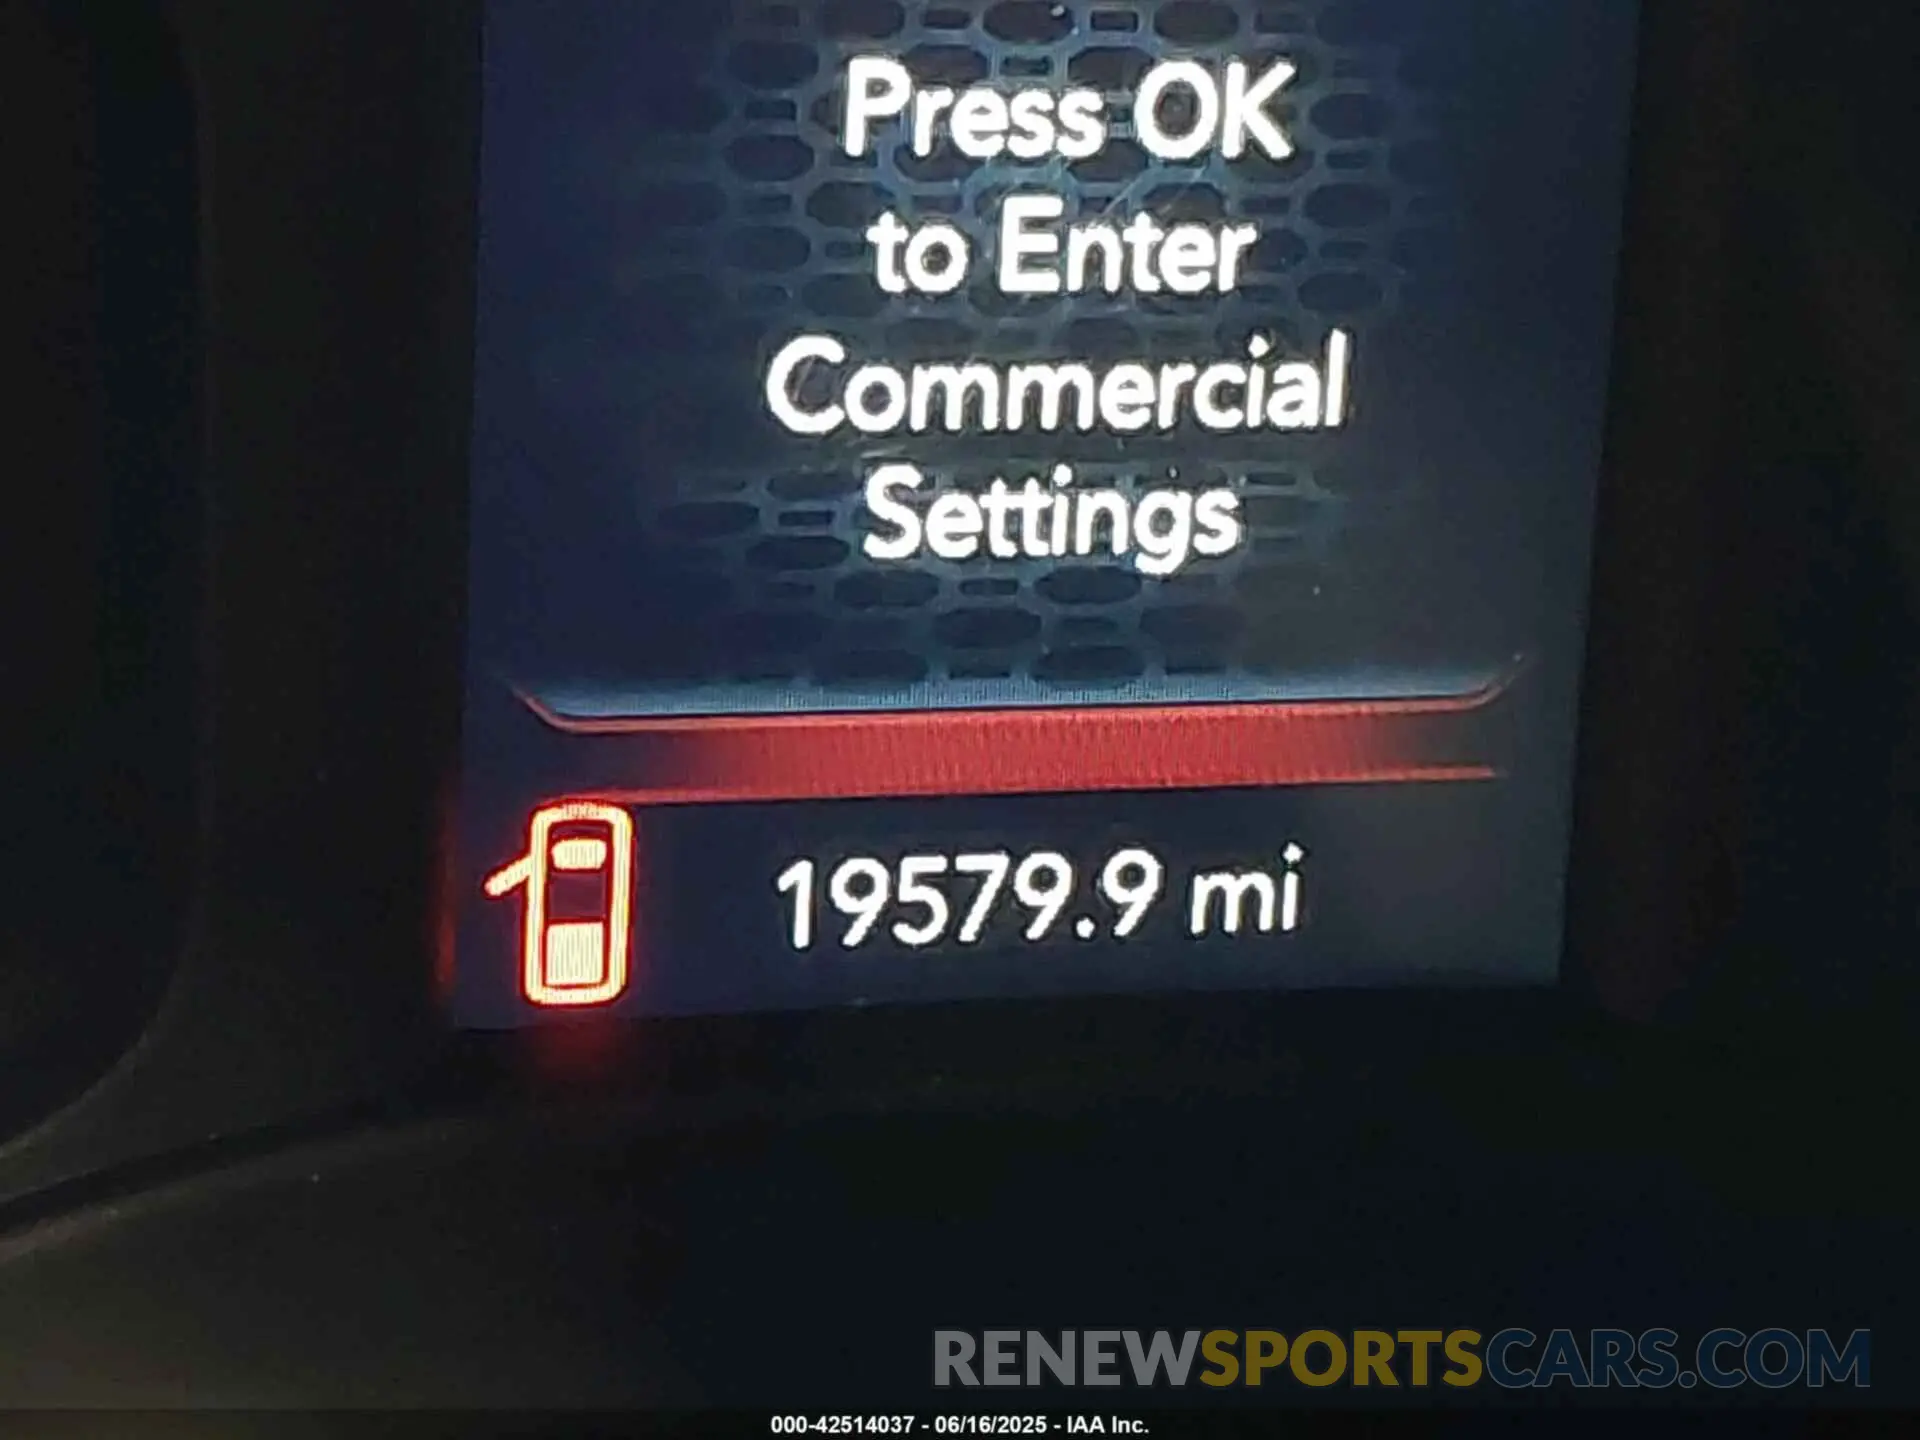 Press OK
to Enter
Commercial
Settings
19579.9 mi
RENEWSPORTSCARS.COM
000-42514037 - 06/16/2025 - IAA Inc.